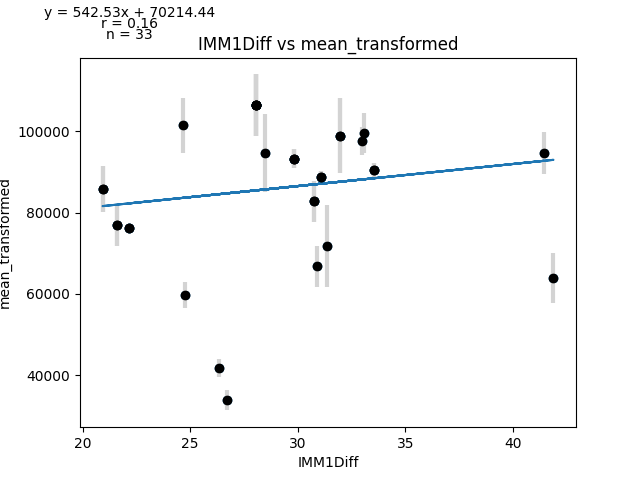 y = 542.53x + 70214.44
r = 0.16
n = 33
IMM1Diff vs mean_transformed
mean_transformed
100000
80000
60000
40000
20
25
30
35
40
IMM1Diff